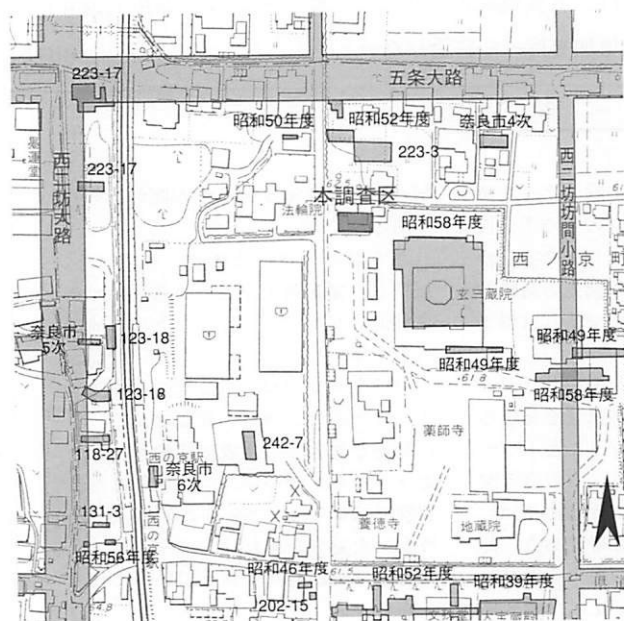 223-17
五条大路
昭和50年度
昭和52年度
奈良市4次
223-3
223-17
西二坊大路
西二坊坊間小路
本調査区
法輪院
昭和58年度
西ノ京町
玄三蔵院
奈良市
5次
123-18
昭和49年度
昭和49年度
61.8
123-18
昭和58年度
118-27
薬師寺
242-7
西の京駅
奈良市
6次
131-3
養徳寺
地蔵院
昭和56年度
昭和46年度
61.5
昭和52年度
昭和39年度
202-15